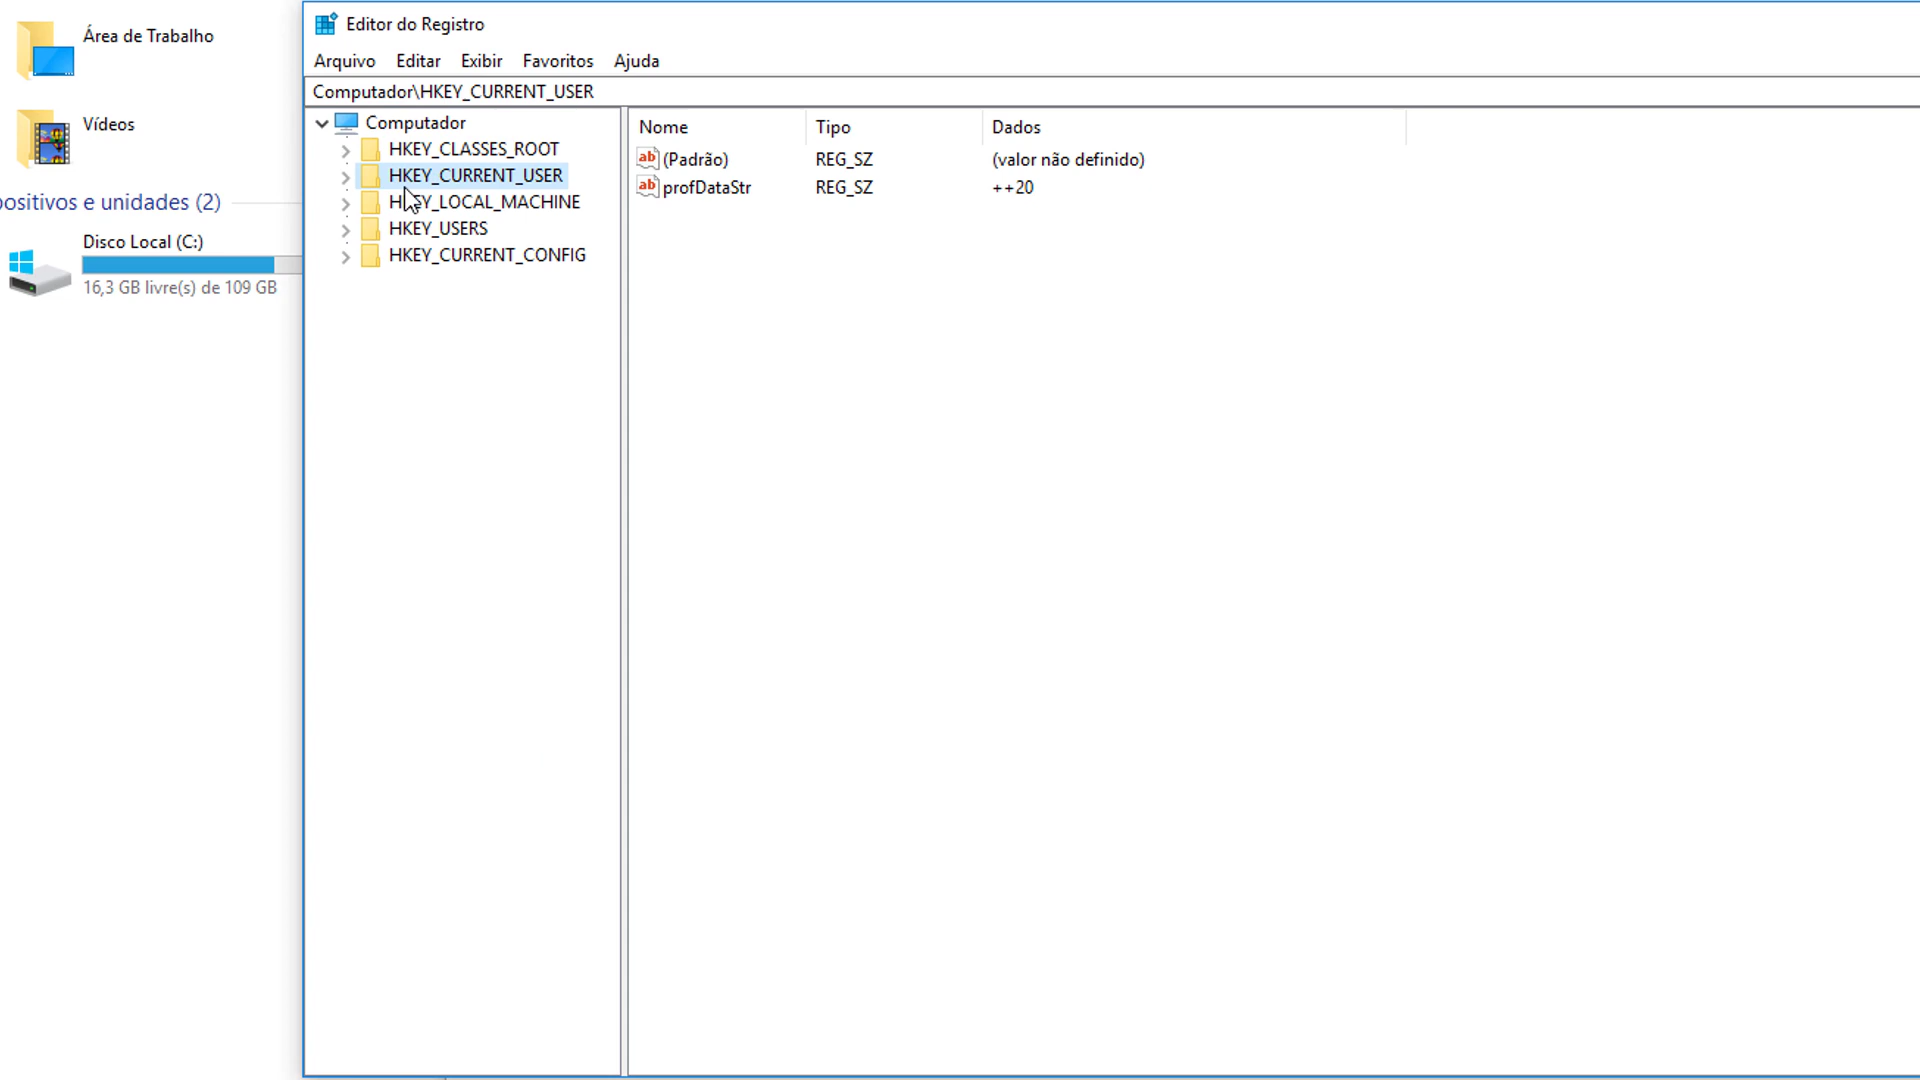 Área de Trabalho
Vídeos
positivos e unidades (2)
Disco Local (C:)
16,3 GB livre(s) de 109 GB
Editor do Registro
Arquivo Editar Exibir Favoritos Ajuda
Computador\HKEY_CURRENT_USER
Computador
HKEY_CLASSES_ROOT
HKEY_CURRENT_USER
HKEY_LOCAL_MACHINE
HKEY_USERS
HKEY_CURRENT_CONFIG
Nome Tipo Dados
(Padrão) REG_SZ (valor não definido)
profDataStr REG_SZ ++20